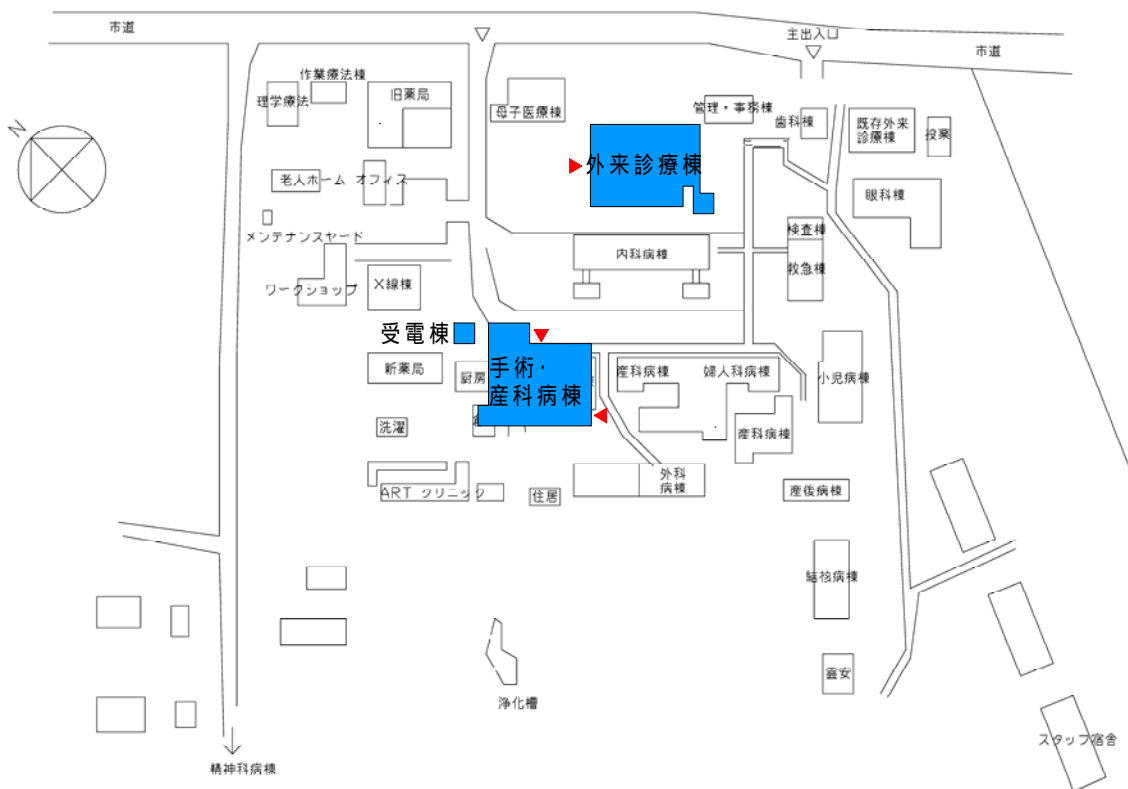 市道
主出入口
市道
作業療法棟
理学療法
旧薬局
母子医療棟
管理・事務棟
歯科棟
既存外来
診療棟
投薬
N
外来診療棟
老人ホーム
オフィス
眼科棟
メンテナンスヤード
検査棟
内科病棟
救急棟
ワークショップ
X線棟
受電棟
手術・
産科病棟
新薬局
厨房
産科病棟
婦人科病棟
小児病棟
洗濯
産科病棟
外科
病棟
ART クリニック
住居
産後病棟
結核病棟
霊安
浄化槽
スタッフ宿舎
精神科病棟